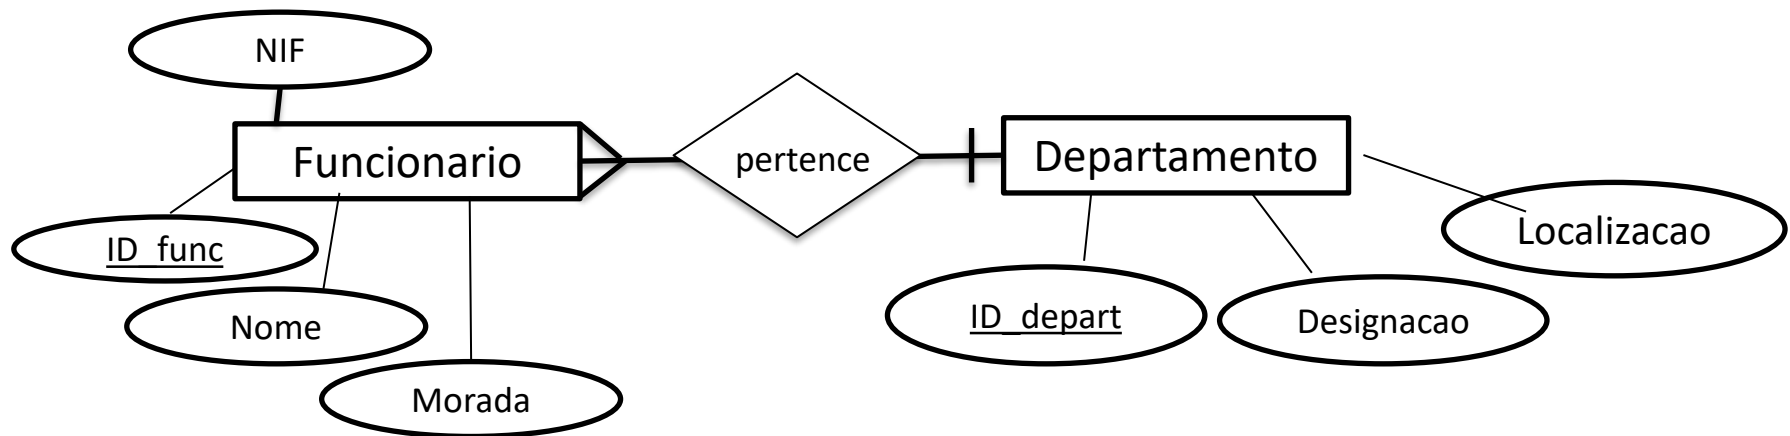 NIF
Funcionario
pertence
Departamento
ID_func
Localizacao
Nome
ID_depart
Designacao
Morada